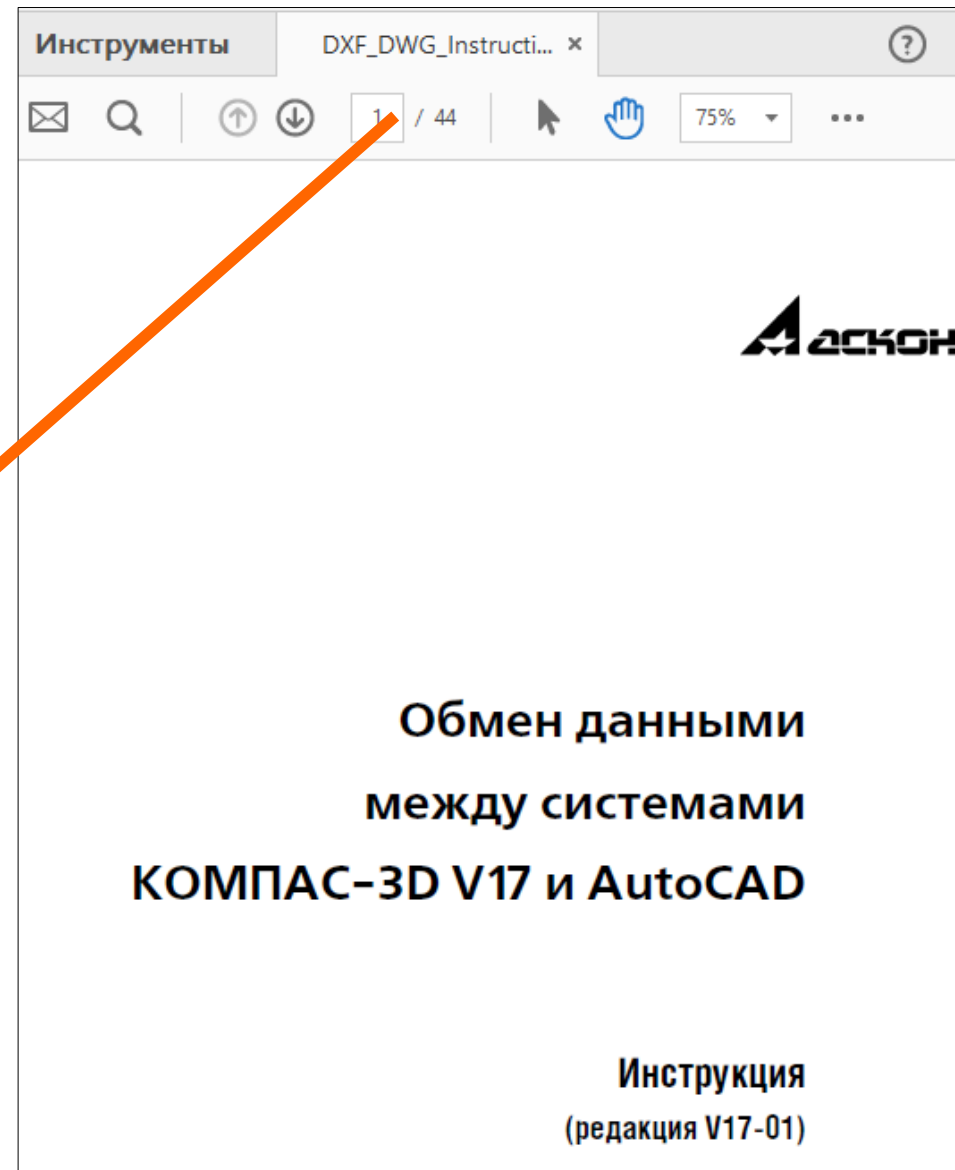 Инструменты DXF_DWG_Instructi... × ?
1 / 44 75% ...
АСКОН
Обмен данными
между системами
КОМПАС-3D V17 и AutoCAD
Инструкция
(редакция V17-01)